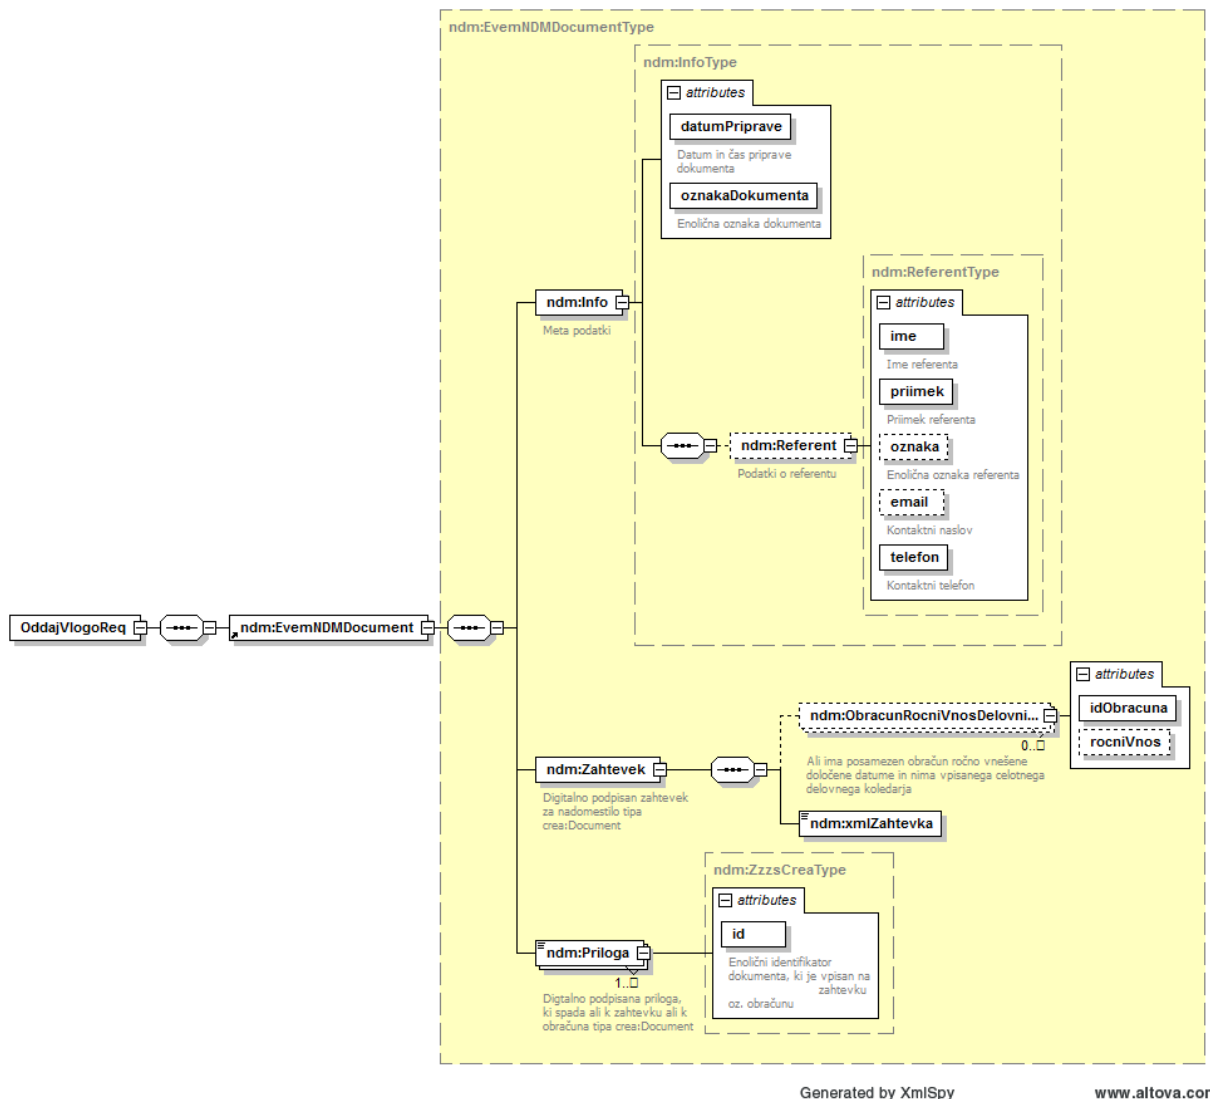 ndm:EvemNDMDocumentType
ndm:InfoType
attributes
datumPriprave
Datum in čas priprave
dokumenta
oznakaDokumenta
Enolična oznaka dokumenta
ndm:ReferentType
attributes
ime
Ime referenta
priimek
Priimek referenta
oznaka
Enolična oznaka referenta
email
Kontaktni naslov
telefon
Kontaktni telefon
ndm:Info
Meta podatki
ndm:Referent
Podatki o referentu
OddajVlogoReq
ndm:EvemNDMDocument
attributes
idObracuna
rocniVnos
ndm:ObracunRocniVnosDelovni...
0..
Ali ima posamezen obračun ročno vnešene
določene datume in nima vpisanega celotnega
delovnega koledarja
ndm:Zahtevek
Digitalno podpisan zahtevek
za nadomestilo tipa
crea:Document
ndm:xmlZahtevka
ndm:ZzzsCreaType
attributes
id
Enolični identifikator
dokumenta, ki je vpisan na
zahtevku
oz. obračunu
ndm:Priloga
1..
Digtalno podpisana priloga,
ki spada ali k zahtevku ali k
obračuna tipa crea:Document
Generated by XmlSpy
www.altova.cor